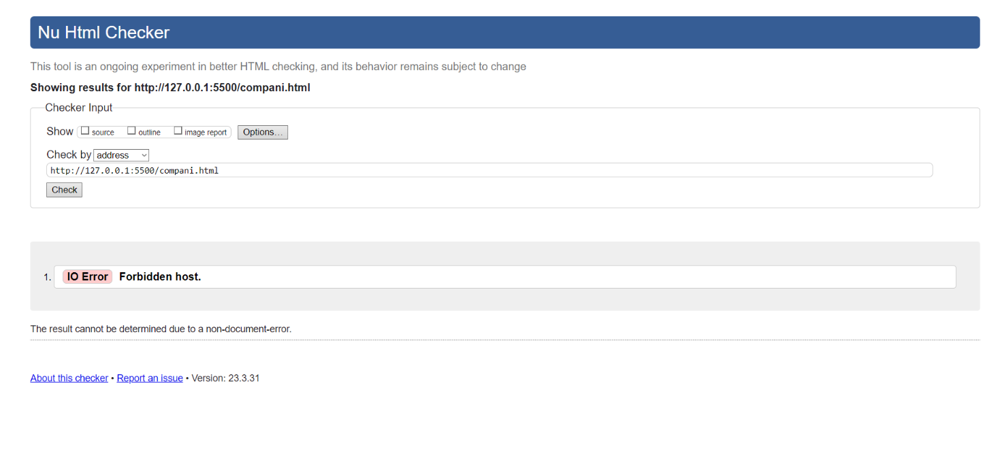 Nu Html Checker
This tool is an ongoing experiment in better HTML checking, and its behavior remains subject to change
Showing results for http://127.0.0.1:5500/compani.html
Checker Input
Show source outline image report Options...
Check by address
http://127.0.0.1:5500/compani.html
Check
1. IO Error Forbidden host.
The result cannot be determined due to a non-document-error.
About this checker • Report an issue • Version: 23.3.31